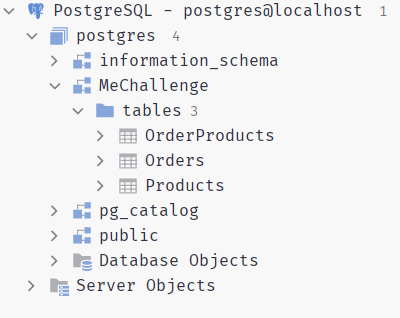 PostgreSQL - postgres@localhost 1
postgres 4
information_schema
MeChallenge
tables 3
OrderProducts
Orders
Products
pg_catalog
public
Database Objects
Server Objects